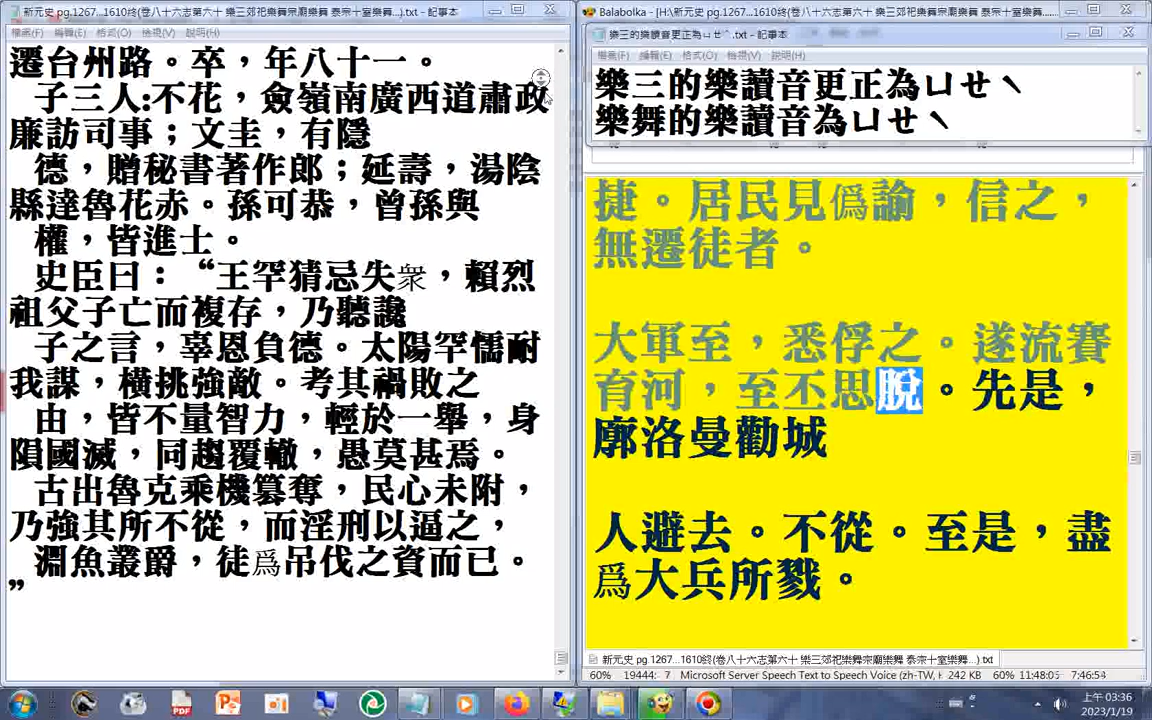 新元史 pg.1267...1610終(卷八十六志第六十 樂三郊祀樂舞宗廟樂舞 泰宗十室樂舞...).txt - 記事本
檔案(F) 編輯(E) 格式(O) 檢視(V) 說明(H)
遷台州路。卒，年八十一。
子三人:不花，僉嶺南廣西道肅政
廉訪司事；文圭，有隱
德，贈秘書著作郎；延壽，湯陰
縣達魯花赤。孫可恭，曾孫與
權，皆進士。
史臣曰：“王罕猜忌失衆，賴烈
祖父子亡而複存，乃聽讒
子之言，辜恩負德。太陽罕懦耐
我謀，橫挑強敵。考其禍敗之
由，皆不量智力，輕於一舉，身
隕國滅，同趨覆轍，愚莫甚焉。
古出魯克乘機篡奪，民心未附，
乃強其所不從，而淫刑以逼之，
淵魚叢爵，徒爲吊伐之資而已。
”
Balabolka - [H:\新元史 pg.1267...1610終(卷八十六志第六十 樂三郊祀樂舞宗廟樂舞 泰宗十室樂舞......
樂三的樂讀音更正為ㄩㄝˋ.txt - 記事本
檔案(F) 編輯(E) 格式(O) 檢視(V) 說明(H)
樂三的樂讀音更正為ㄩせヽ
樂舞的樂讀音為ㄩせヽ
捷。居民見僞諭，信之，
無遷徒者。
大軍至，悉俘之。遂流賽
育河，至丕思脫。先是，
廓洛曼勸城
人避去。不從。至是，盡
爲大兵所戮。
新元史 pg.1267...1610終(卷八十六志第六十 樂三郊祀樂舞宗廟樂舞 泰宗十室樂舞...).txt
60% 19444: 7 Microsoft Server Speech Text to Speech Voice (zh-TW, H 242 KB 60% 11:48:05 7:46:54
上午 03:36
2023/1/19